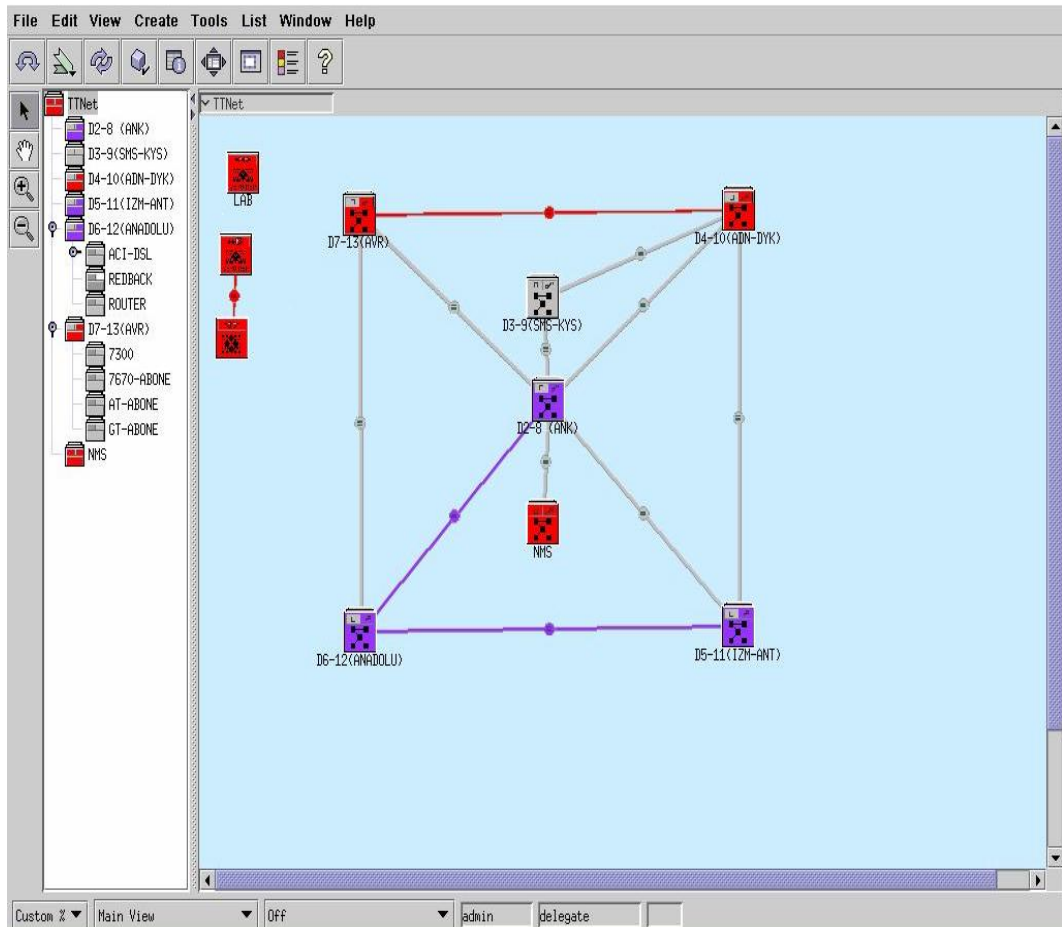 File Edit View Create Tools List Window Help
TTNet
TTNet
D2-8 (ANK)
D3-9(SMS-KYS)
D4-10(ADN-DYK)
D5-11(IZM-ANT)
D6-12(ANADOLU)
ACI-DSL
REDBACK
ROUTER
D7-13(AVR)
7300
7670-ABONE
AT-ABONE
GT-ABONE
NMS
LAB
D7-13(AVR)
D4-10(ADN-DYK)
D3-9(SMS-KYS)
D2-8 (ANK)
NMS
D6-12(ANADOLU)
D5-11(IZM-ANT)
Custom % Main View Off admin delegate